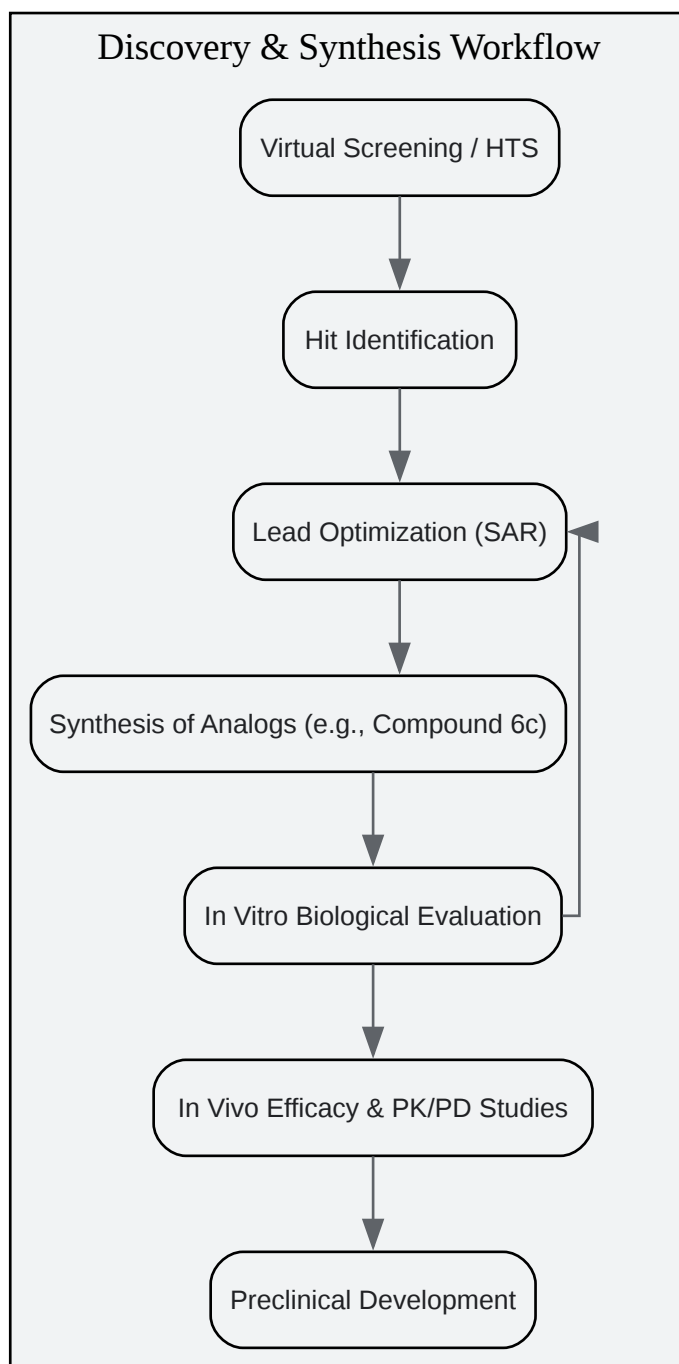 Discovery & Synthesis Workflow
Virtual Screening / HTS
Hit Identification
Lead Optimization (SAR)
Synthesis of Analogs (e.g., Compound 6c)
In Vitro Biological Evaluation
In Vivo Efficacy & PK/PD Studies
Preclinical Development